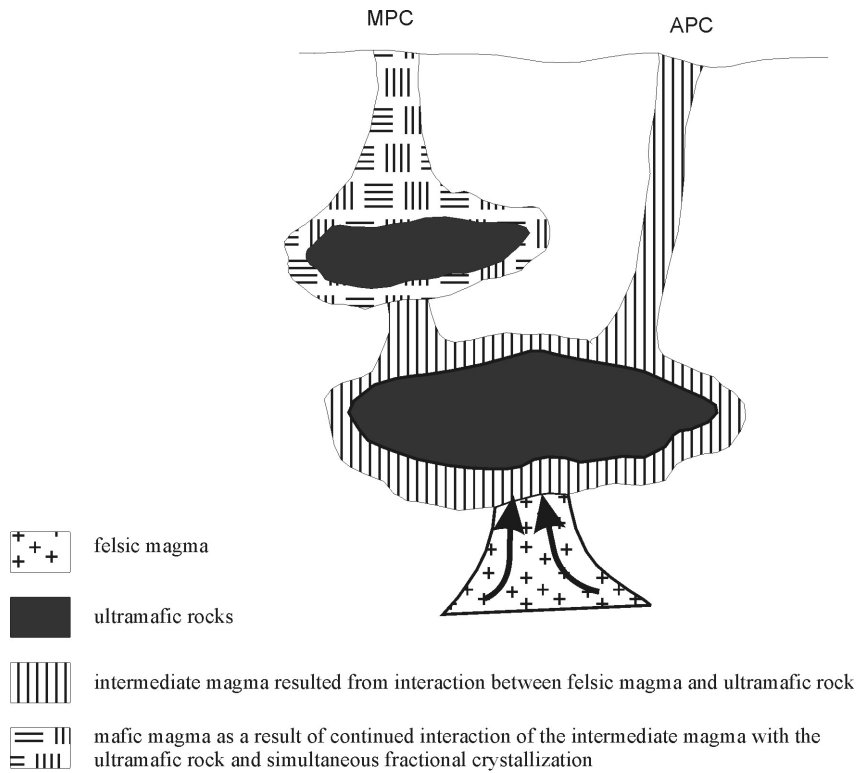 MPC
APC
felsic magma
ultramafic rocks
intermediate magma resulted from interaction between felsic magma and ultramafic rock
mafic magma as a result of continued interaction of the intermediate magma with the
ultramafic rock and simultaneous fractional crystallization